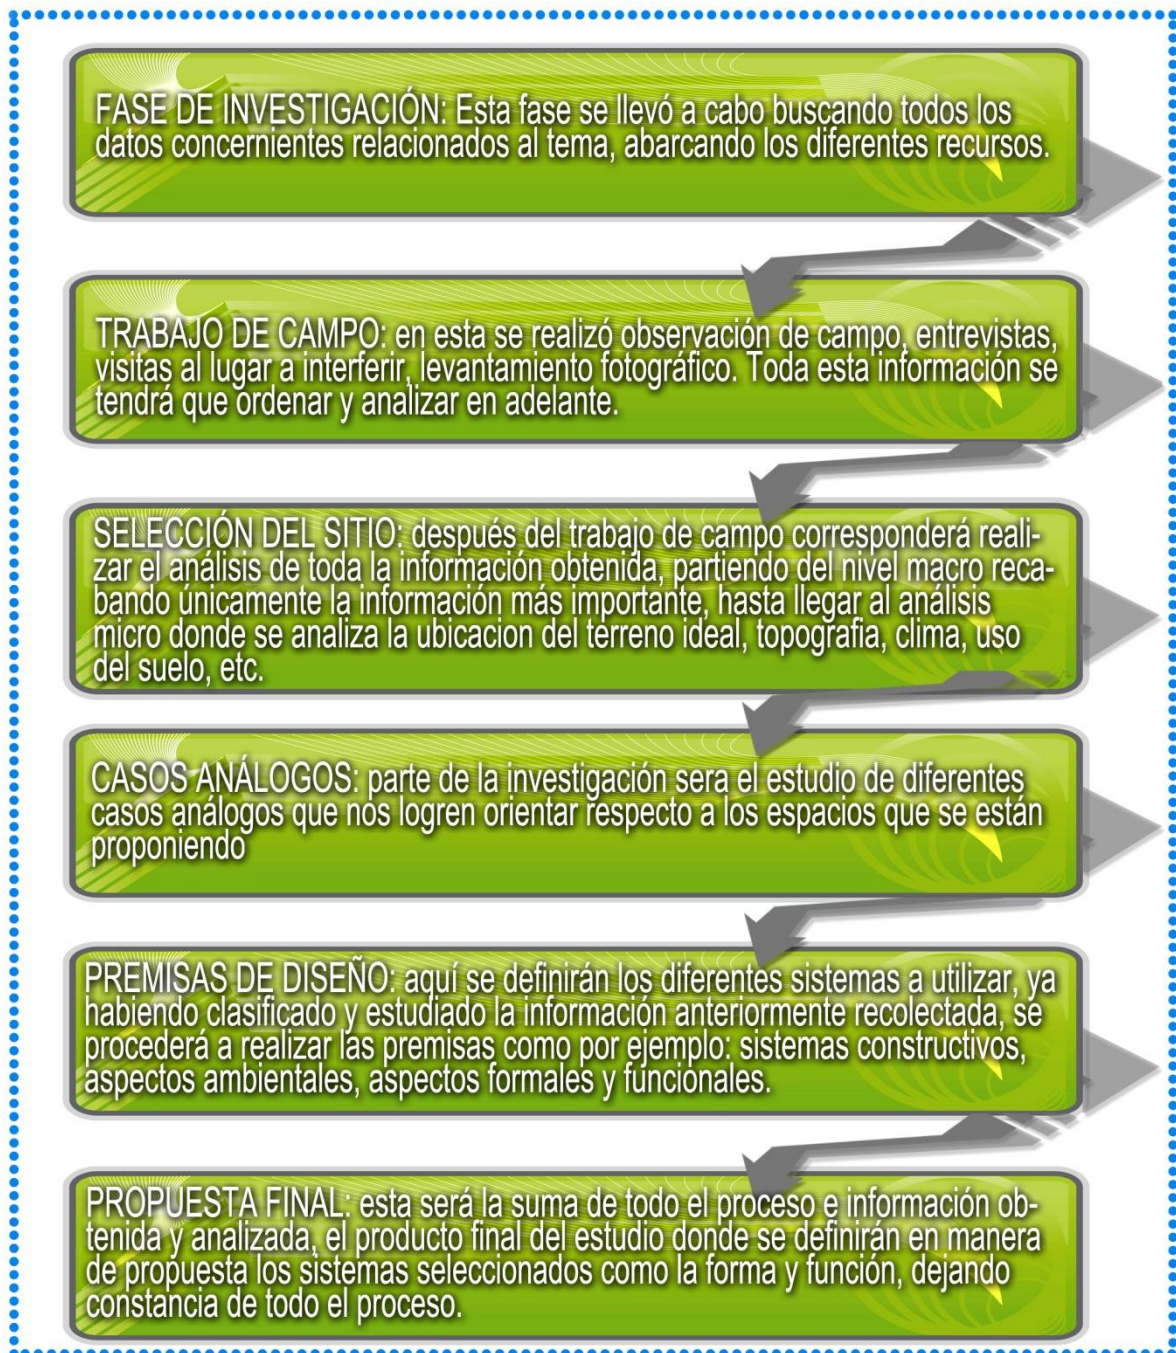 FASE DE INVESTIGACIÓN: Esta fase se llevó a cabo buscando todos los
datos concernientes relacionados al tema, abarcando los diferentes recursos.
TRABAJO DE CAMPO: en esta se realizó observación de campo, entrevistas,
visitas al lugar a interferir, levantamiento fotográfico. Toda esta información se
tendrá que ordenar y analizar en adelante.
SELECCIÓN DEL SITIO: después del trabajo de campo corresponderá reali-
zar el análisis de toda la información obtenida, partiendo del nivel macro reca-
bando únicamente la información más importante, hasta llegar al análisis
micro donde se analiza la ubicacion del terreno ideal, topografia, clima, uso
del suelo, etc.
CASOS ANÁLOGOS: parte de la investigación sera el estudio de diferentes
casos análogos que nos logren orientar respecto a los espacios que se están
proponiendo
PREMISAS DE DISEÑO: aquí se definirán los diferentes sistemas a utilizar, ya
habiendo clasificado y estudiado la información anteriormente recolectada, se
procederá a realizar las premisas como por ejemplo: sistemas constructivos,
aspectos ambientales, aspectos formales y funcionales.
PROPUESTA FINAL: esta será la suma de todo el proceso e información ob-
tenida y analizada, el producto final del estudio donde se definirán en manera
de propuesta los sistemas seleccionados como la forma y función, dejando
constancia de todo el proceso.